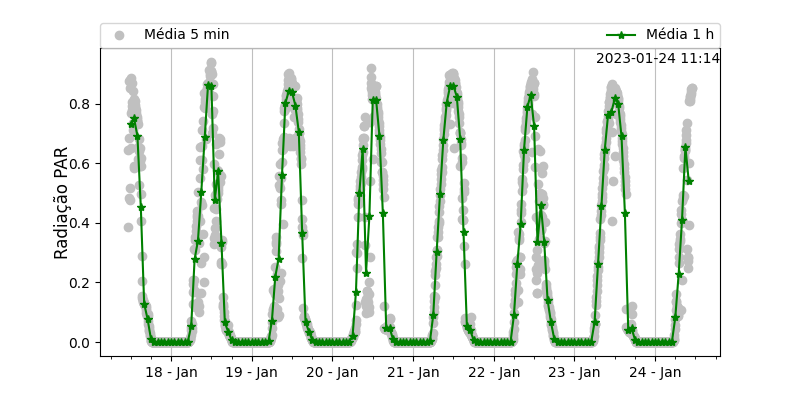 Média 5 min
Média 1 h
2023-01-24 11:14
Radiação PAR
0.8
0.6
0.4
0.2
0.0
18 - Jan
19 - Jan
20 - Jan
21 - Jan
22 - Jan
23 - Jan
24 - Jan